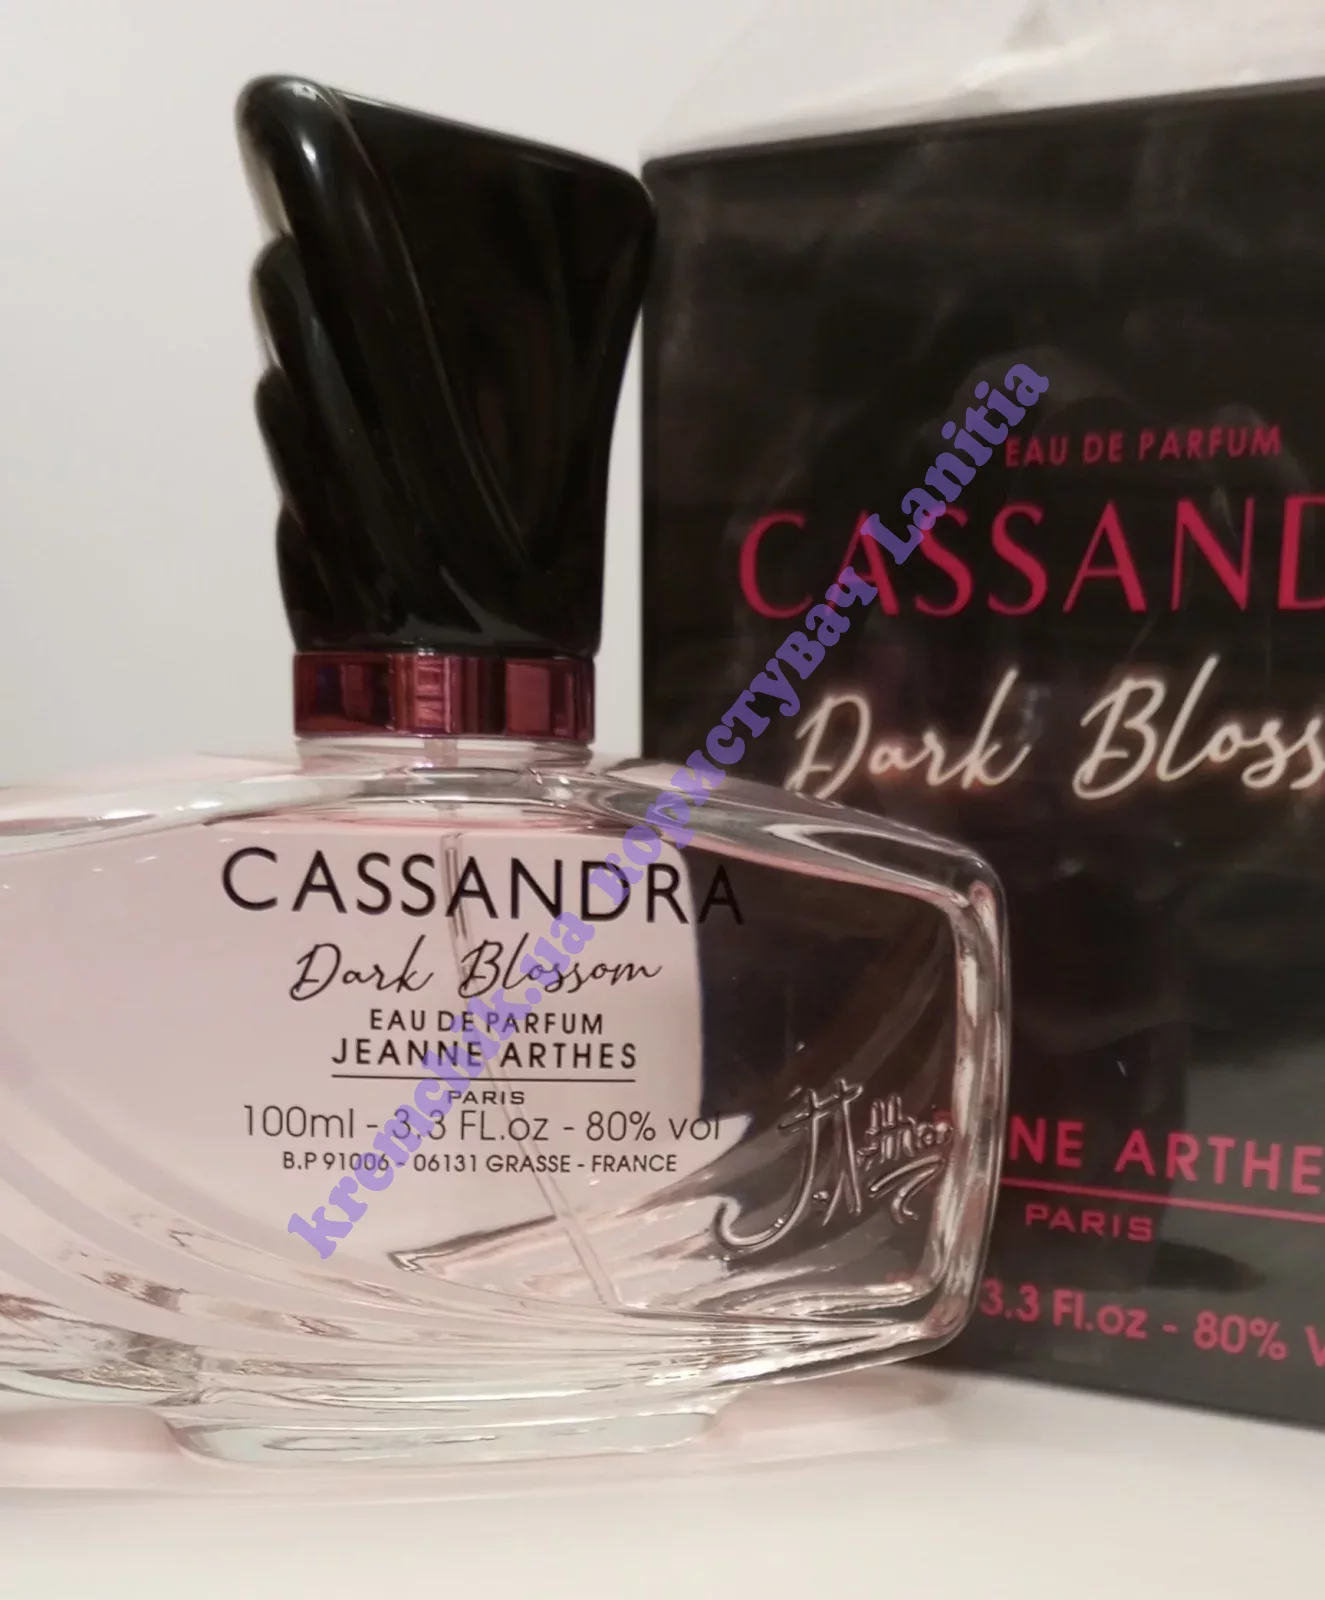 EAU DE PARFUM
CASSAND
Dark Bloss
NE ARTHE
PARIS
3.3 Fl.oz - 80% V
CASSANDRA
Dark Blossom
EAU DE PARFUM
JEANNE ARTHES
PARIS
100ml - 3.3 FL.oz - 80% vol
B.P 91006 - 06131 GRASSE - FRANCE
J.Arthes
kremchik.ua користувач Lanitia